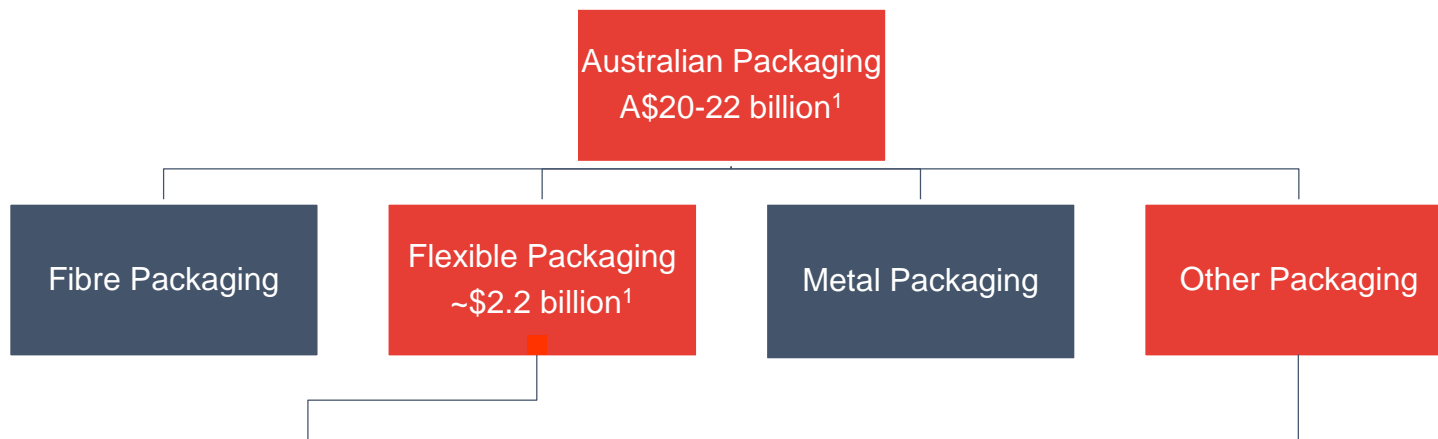 Australian Packaging
A$20-22 billion¹
Fibre Packaging
Flexible Packaging
~$2.2 billion¹
Metal Packaging
Other Packaging